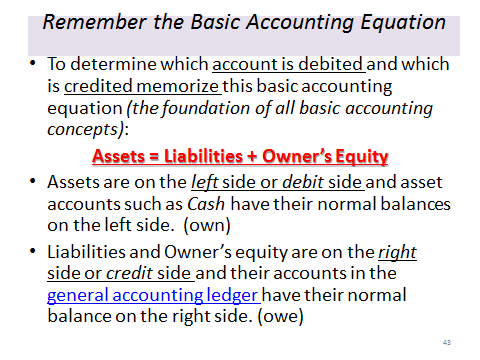 Remember the Basic Accounting Equation
• To determine which account is debited and which
is credited memorize this basic accounting
equation (the foundation of all basic accounting
concepts):
Assets = Liabilities + Owner's Equity
• Assets are on the left side or debit side and asset
accounts such as Cash have their normal balances
on the left side. (own)
• Liabilities and Owner's equity are on the right
side or credit side and their accounts in the
general accounting ledger have their normal
balance on the right side. (owe)
43